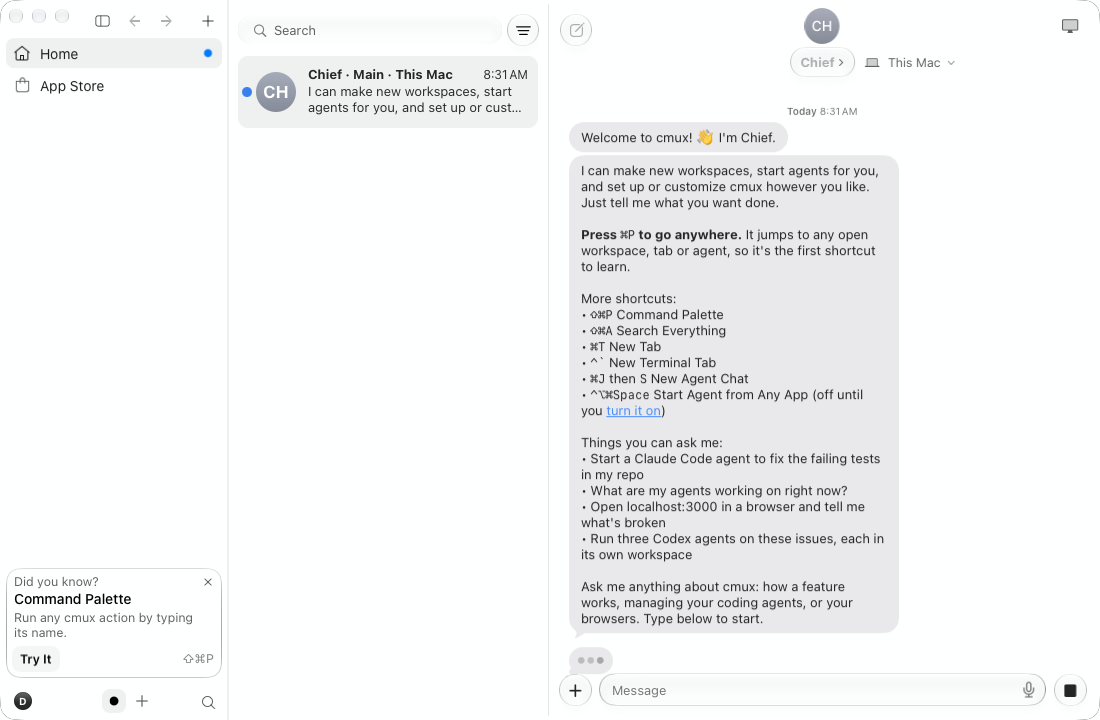 Home
App Store
Did you know?
Command Palette
Run any cmux action by typing
its name.
Try It
⇧⌘P
D
Search
CH
Chief · Main · This Mac
8:31 AM
I can make new workspaces, start
agents for you, and set up or cust...
CH
Chief
This Mac
Today 8:31 AM
Welcome to cmux! 👋 I'm Chief.
I can make new workspaces, start agents for you,
and set up or customize cmux however you like.
Just tell me what you want done.
Press ⌘P to go anywhere. It jumps to any open
workspace, tab or agent, so it's the first shortcut
to learn.
More shortcuts:
• ⇧⌘P Command Palette
• ⇧⌘A Search Everything
• ⌘T New Tab
• ^` New Terminal Tab
• ⌘J then S New Agent Chat
• ^⌥⌘Space Start Agent from Any App (off until
you turn it on)
Things you can ask me:
• Start a Claude Code agent to fix the failing tests
in my repo
• What are my agents working on right now?
• Open localhost:3000 in a browser and tell me
what's broken
• Run three Codex agents on these issues, each in
its own workspace
Ask me anything about cmux: how a feature
works, managing your coding agents, or your
browsers. Type below to start.
Message